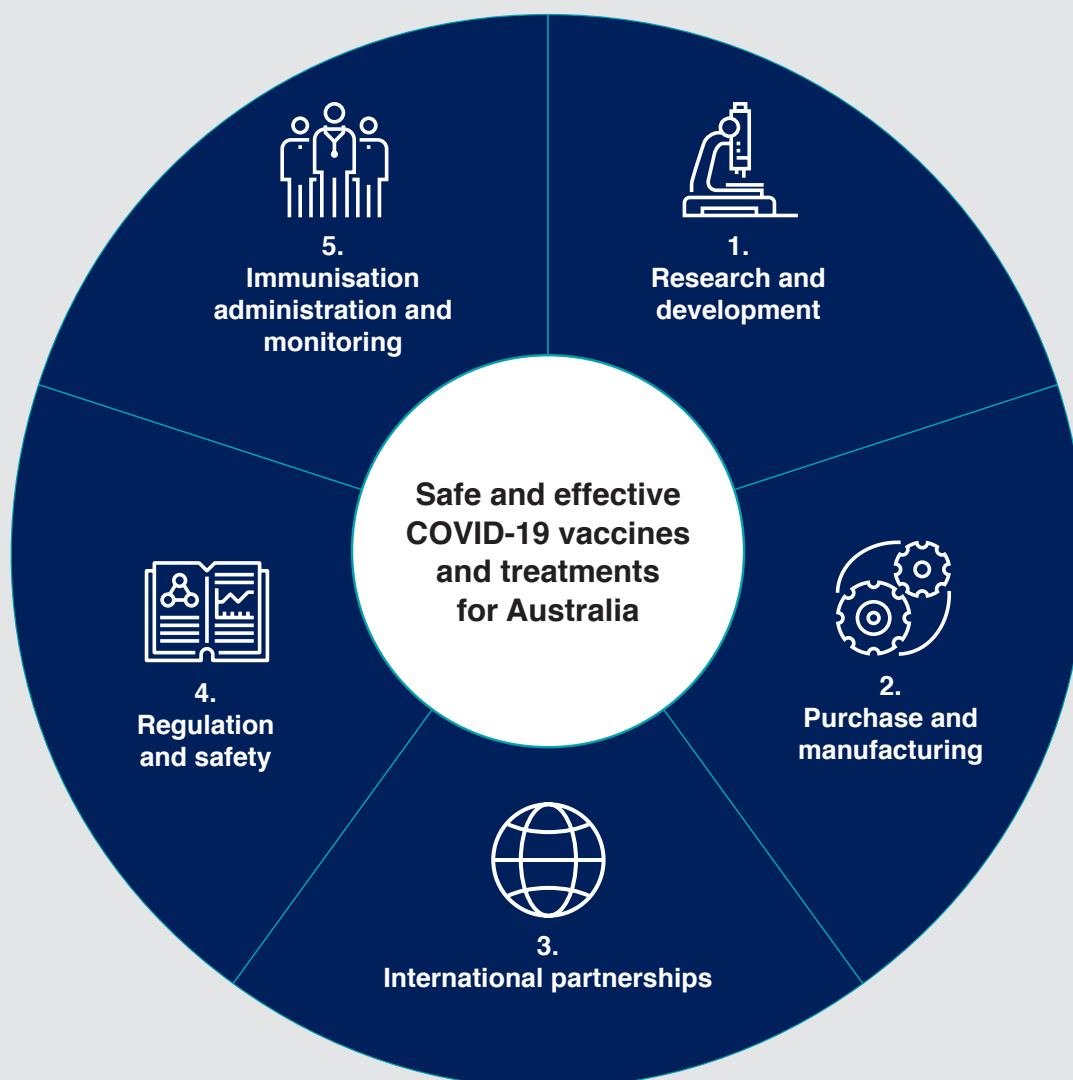 Safe and effective
COVID-19 vaccines
and treatments
for Australia
1.
Research and
development
2.
Purchase and
manufacturing
3.
International partnerships
4.
Regulation
and safety
5.
Immunisation
administration and
monitoring